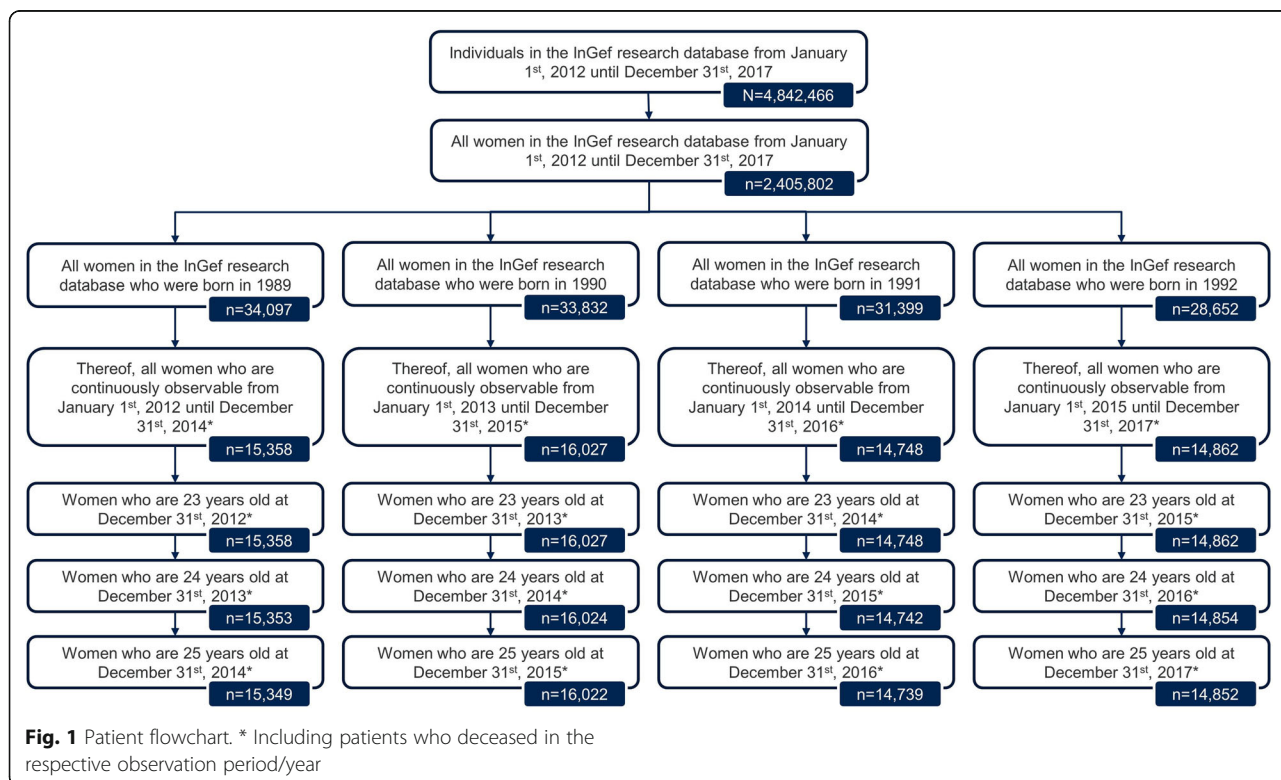 Individuals in the InGef research database from January
1st, 2012 until December 31st, 2017
N=4,842,466
All women in the InGef research database from January
1st, 2012 until December 31st, 2017
n=2,405,802
All women in the InGef research
database who were born in 1989
n=34,097
All women in the InGef research
database who were born in 1990
n=33,832
All women in the InGef research
database who were born in 1991
n=31,399
All women in the InGef research
database who were born in 1992
n=28,652
Thereof, all women who are
continuously observable from
January 1st, 2012 until December
31st, 2014*
n=15,358
Thereof, all women who are
continuously observable from
January 1st, 2013 until December
31st, 2015*
n=16,027
Thereof, all women who are
continuously observable from
January 1st, 2014 until December
31st, 2016*
n=14,748
Thereof, all women who are
continuously observable from
January 1st, 2015 until December
31st, 2017*
n=14,862
Women who are 23 years old at
December 31st, 2012*
n=15,358
Women who are 23 years old at
December 31st, 2013*
n=16,027
Women who are 23 years old at
December 31st, 2014*
n=14,748
Women who are 23 years old at
December 31st, 2015*
n=14,862
Women who are 24 years old at
December 31st, 2013*
n=15,353
Women who are 24 years old at
December 31st, 2014*
n=16,024
Women who are 24 years old at
December 31st, 2015*
n=14,742
Women who are 24 years old at
December 31st, 2016*
n=14,854
Women who are 25 years old at
December 31st, 2014*
n=15,349
Women who are 25 years old at
December 31st, 2015*
n=16,022
Women who are 25 years old at
December 31st, 2016*
n=14,739
Women who are 25 years old at
December 31st, 2017*
n=14,852
Fig. 1 Patient flowchart. * Including patients who deceased in the
respective observation period/year